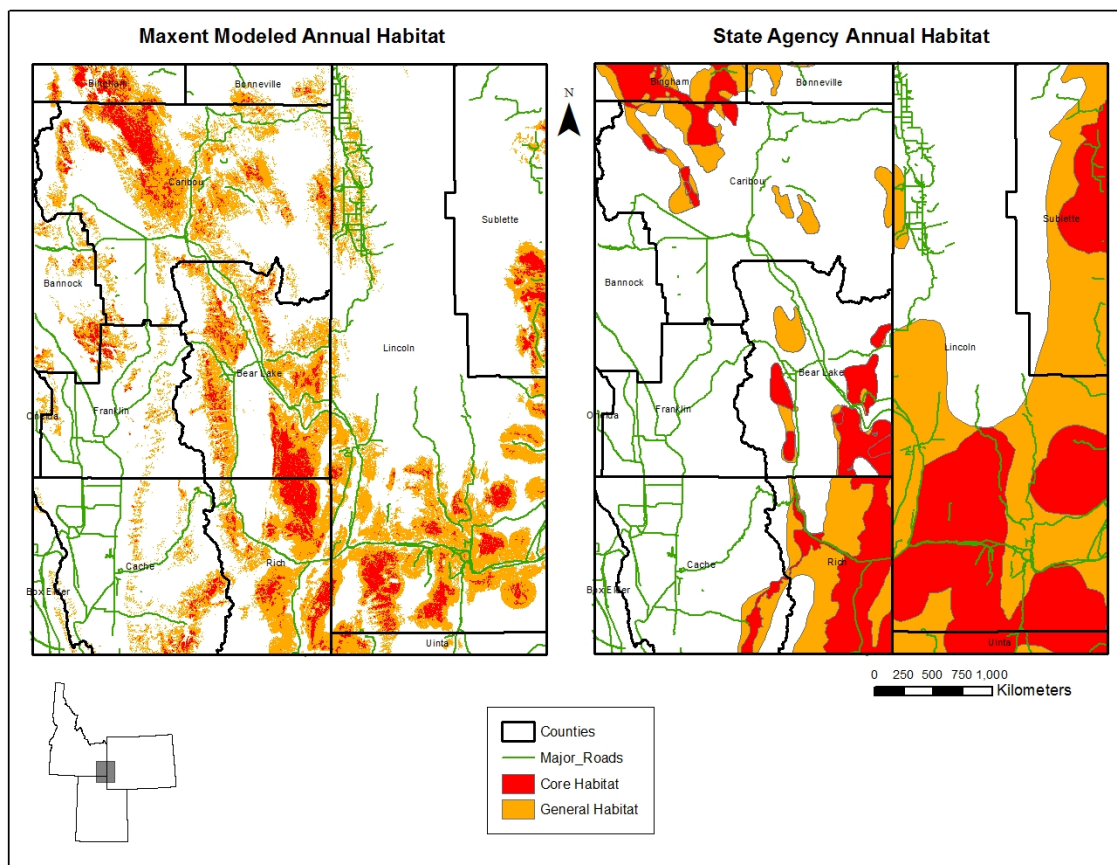 Maxent Modeled Annual Habitat
State Agency Annual Habitat
Bingham
Bonneville
Caribou
Sublette
Bannock
Lincoln
Bear Lake
Oneida
Franklin
Cache
Rich
Box Elder
Uinta
N
Bingham
Bonneville
Caribou
Sublette
Bannock
Lincoln
Bear Lake
Oneida
Franklin
Cache
Rich
Box Elder
Uinta
0 250 500 750 1,000
Kilometers
Counties
Major_Roads
Core Habitat
General Habitat